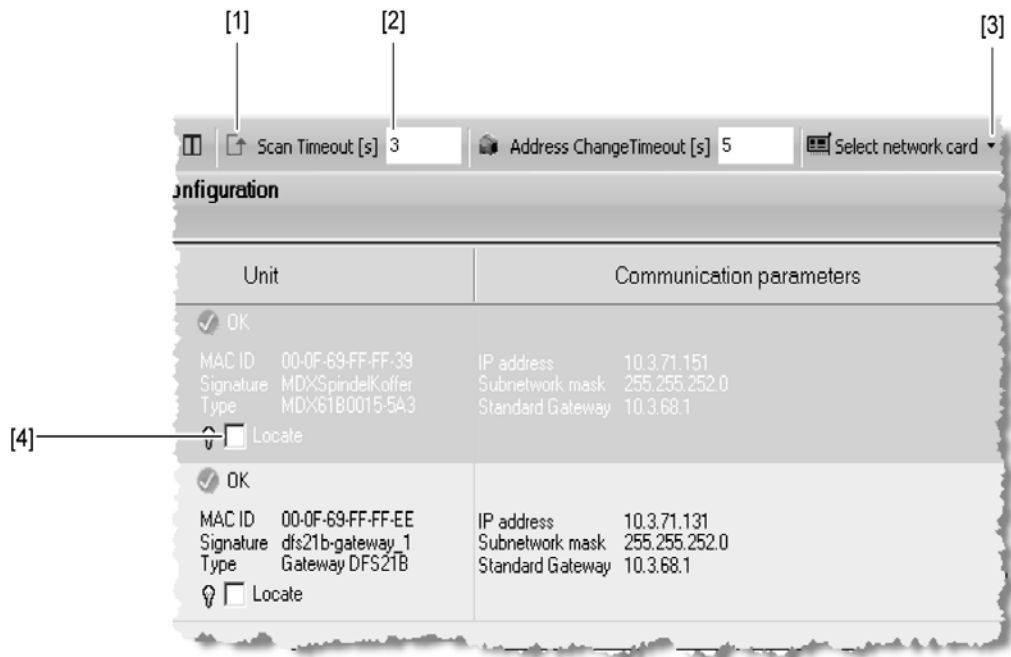 [1] [2] [3]
Scan Timeout [s] 3 Address ChangeTimeout [s] 5 Select network card
onfiguration
Unit Communication parameters
OK
MAC ID 00-0F-69-FF-FF-39 IP address 10.3.71.151
Signature MDXSpindelKoffer Subnetwork mask 255.255.252.0
Type MDX61B0015-5A3 Standard Gateway 10.3.68.1
[4] Locate
OK
MAC ID 00-0F-69-FF-FF-EE IP address 10.3.71.131
Signature dfs21b-gateway_1 Subnetwork mask 255.255.252.0
Type Gateway DFS21B Standard Gateway 10.3.68.1
Locate